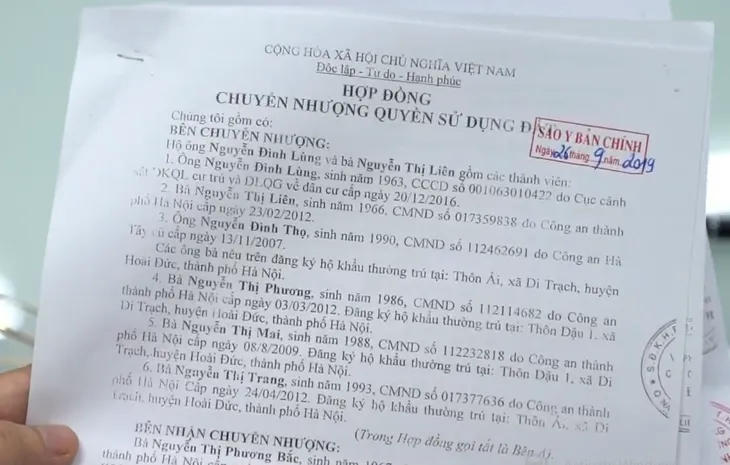 CỘNG HÒA XÃ HỘI CHỦ NGHĨA VIỆT NAM
Độc lập - Tự do - Hạnh phúc
HỢP ĐỒNG
CHUYỂN NHƯỢNG QUYỀN SỬ DỤNG
SAO Y BẢN CHÍNH
Ngày 26 tháng 9 năm 2019
Chúng tôi gồm có:
BÊN CHUYỂN NHƯỢNG:
Hộ ông Nguyễn Đình Lùng và bà Nguyễn Thị Liên gồm các thành viên:
1. Ông Nguyễn Đình Lùng, sinh năm 1963, CCCD số 001063010422 do Cục cảnh
sát ĐKQL cư trú và DLQG về dân cư cấp ngày 20/12/2016.
2. Bà Nguyễn Thị Liên, sinh năm 1966, CMND số 017359838 do Công an thành
phố Hà Nội cấp ngày 23/02/2012.
3. Ông Nguyễn Đình Thọ, sinh năm 1990, CMND số 112462691 do Công an Hà
Tây cũ cấp ngày 13/11/2007.
Các ông bà nêu trên đăng ký hộ khẩu thường trú tại: Thôn Ải, xã Di Trạch, huyện
Hoài Đức, thành phố Hà Nội.
4. Bà Nguyễn Thị Phương, sinh năm 1986, CMND số 112114682 do Công an
thành phố Hà Nội cấp ngày 03/03/2012. Đăng ký hộ khẩu thường trú tại: Thôn Dậu 1, xã
Di Trạch, huyện Hoài Đức, thành phố Hà Nội.
5. Bà Nguyễn Thị Mai, sinh năm 1988, CMND số 112232818 do Công an thành
phố Hà Nội cấp ngày 08/8/2009. Đăng ký hộ khẩu thường trú tại: Thôn Dậu 1, xã Di
Trạch, huyện Hoài Đức, thành phố Hà Nội.
6. Bà Nguyễn Thị Trang, sinh năm 1993, CMND số 017377636 do Công an thành
phố Hà Nội Cấp ngày 24/04/2012. Đăng ký hộ khẩu thường trú tại: Thôn Ải, xã Di
Trạch, huyện Hoài Đức, thành phố Hà Nội.
(Trong Hợp đồng gọi tắt là Bên A).
BÊN NHẬN CHUYỂN NHƯỢNG:
Bà Nguyễn Thị Phương Bắc, sinh năm
S.Đ.K.H.